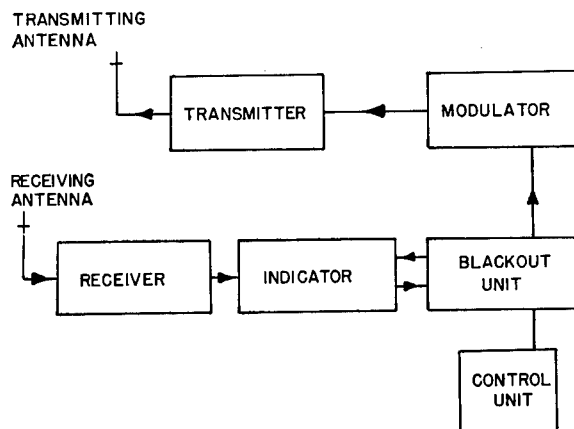 TRANSMITTING
ANTENNA
TRANSMITTER
MODULATOR
RECEIVING
ANTENNA
RECEIVER
INDICATOR
BLACKOUT
UNIT
CONTROL
UNIT